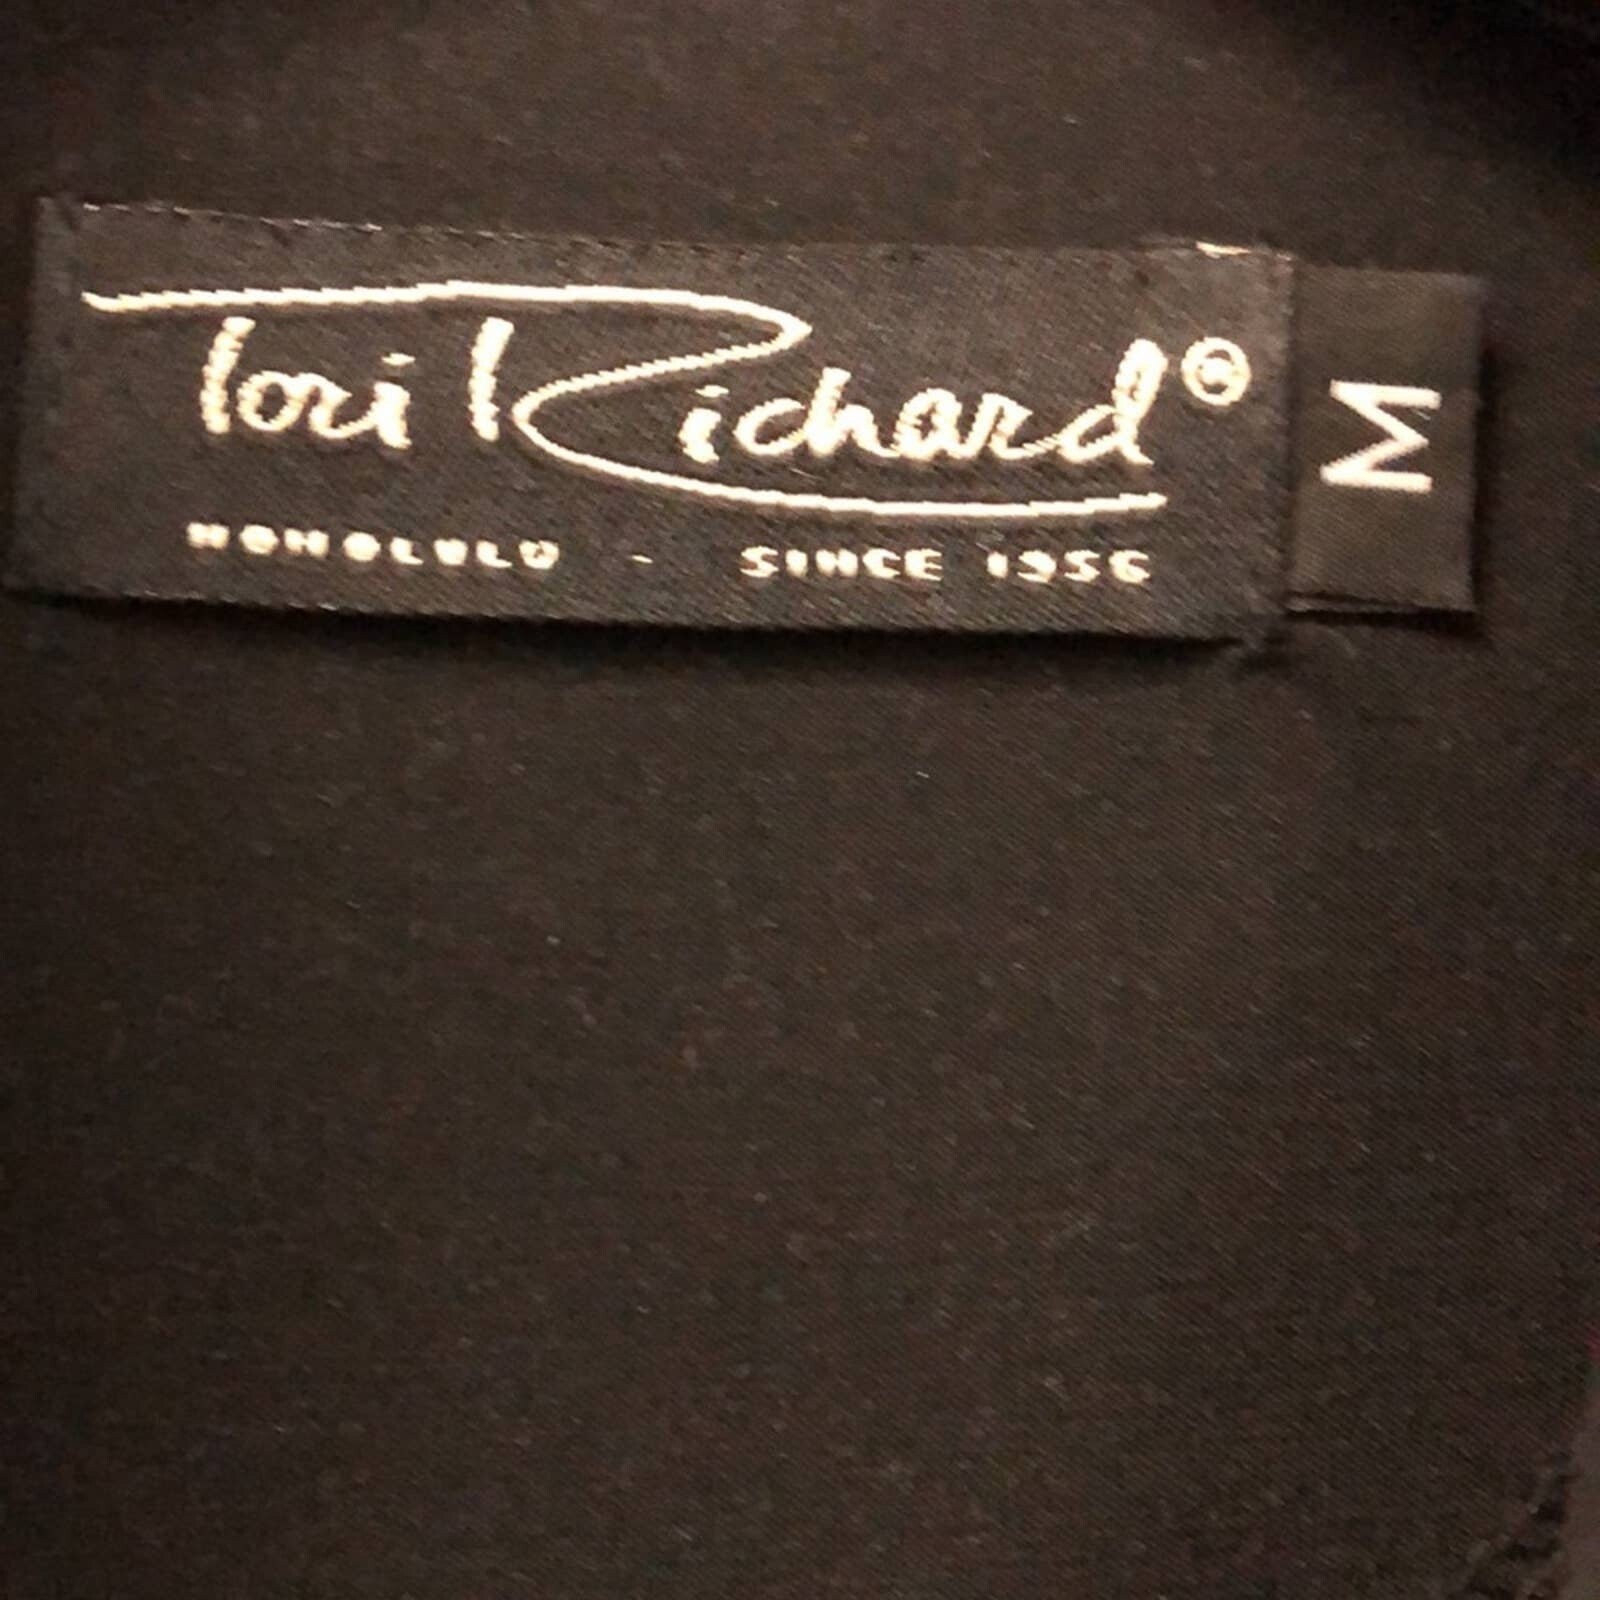 Tori Richard®
HONOLULU - SINCE 1956
M